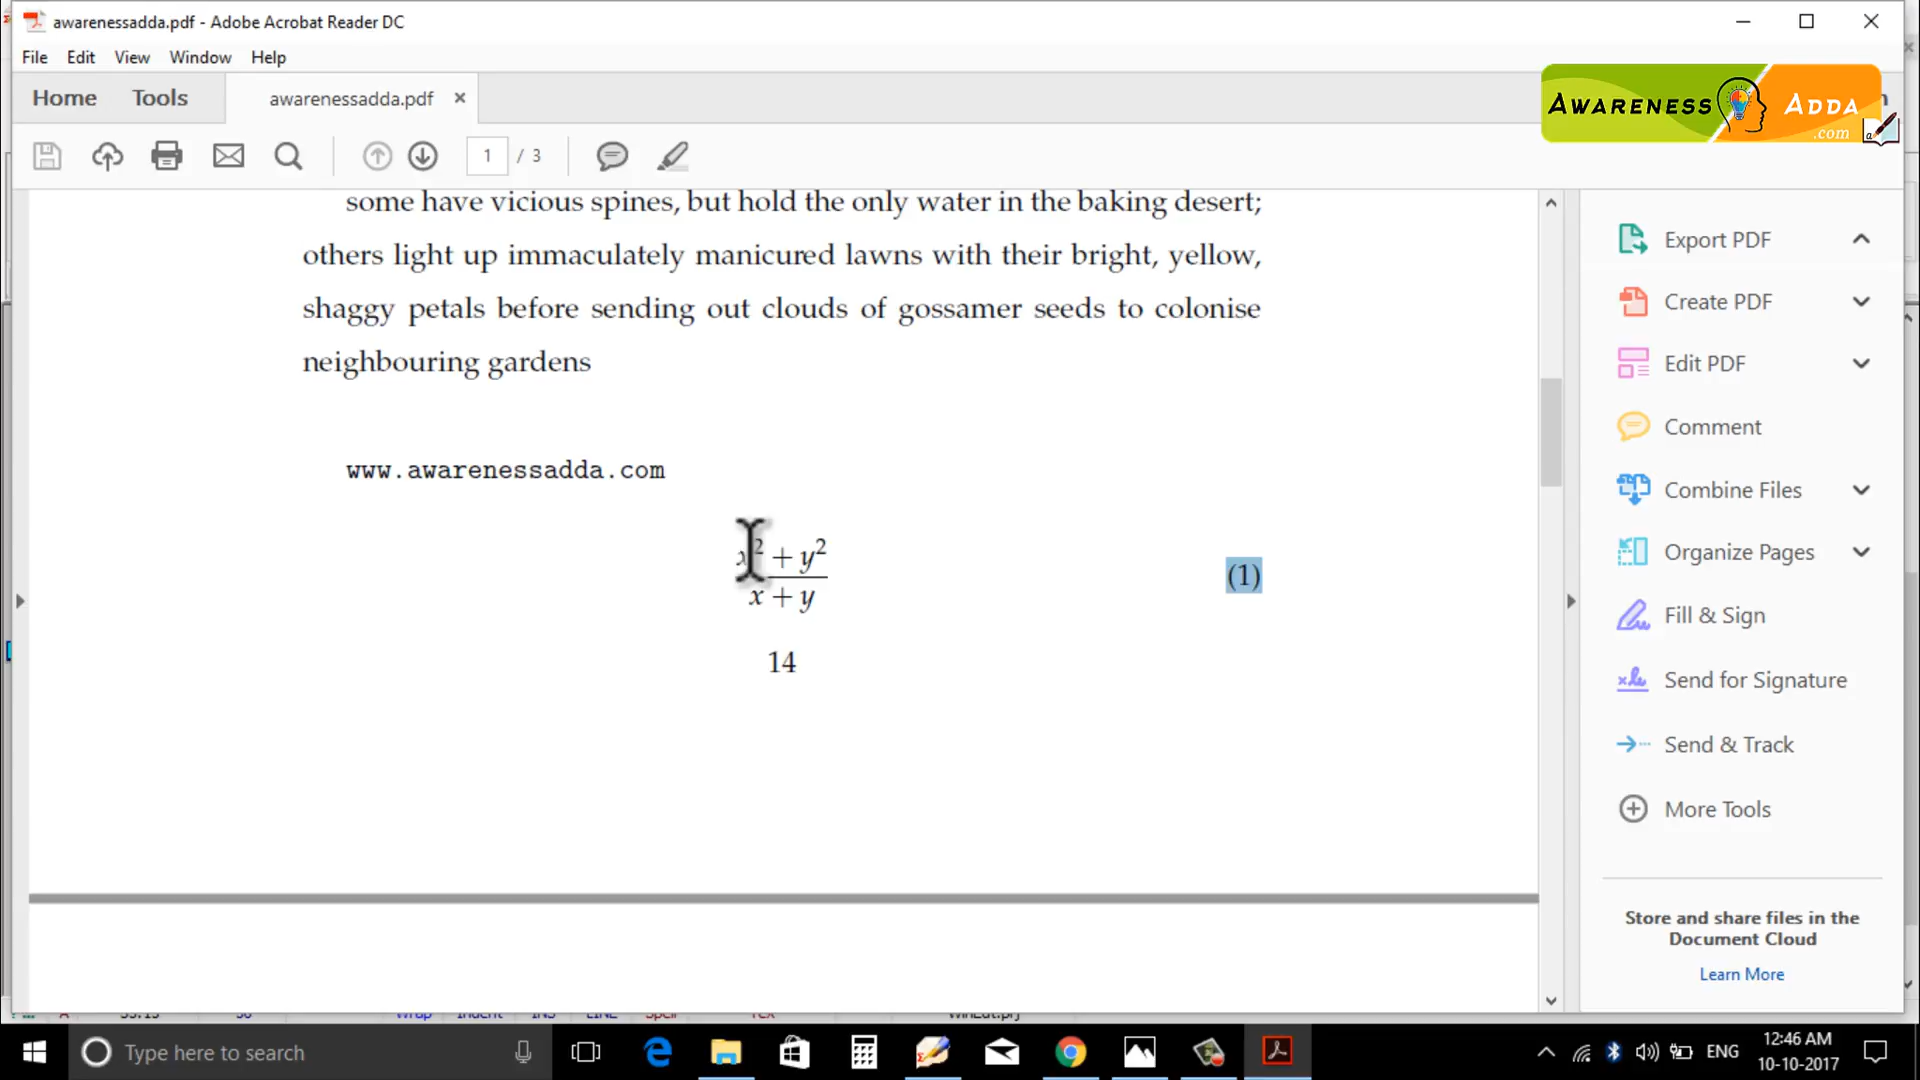 awarenessadda.pdf - Adobe Acrobat Reader DC
File Edit View Window Help
Home Tools awarenessadda.pdf
AWARENESS ADDA .com
1 / 3
some have vicious spines, but hold the only water in the baking desert;
others light up immaculately manicured lawns with their bright, yellow,
shaggy petals before sending out clouds of gossamer seeds to colonise
neighbouring gardens
www.awarenessadda.com
x² + y²
x + y
(1)
14
Export PDF
Create PDF
Edit PDF
Comment
Combine Files
Organize Pages
Fill & Sign
Send for Signature
Send & Track
More Tools
Store and share files in the
Document Cloud
Learn More
Type here to search
ENG
12:46 AM
10-10-2017